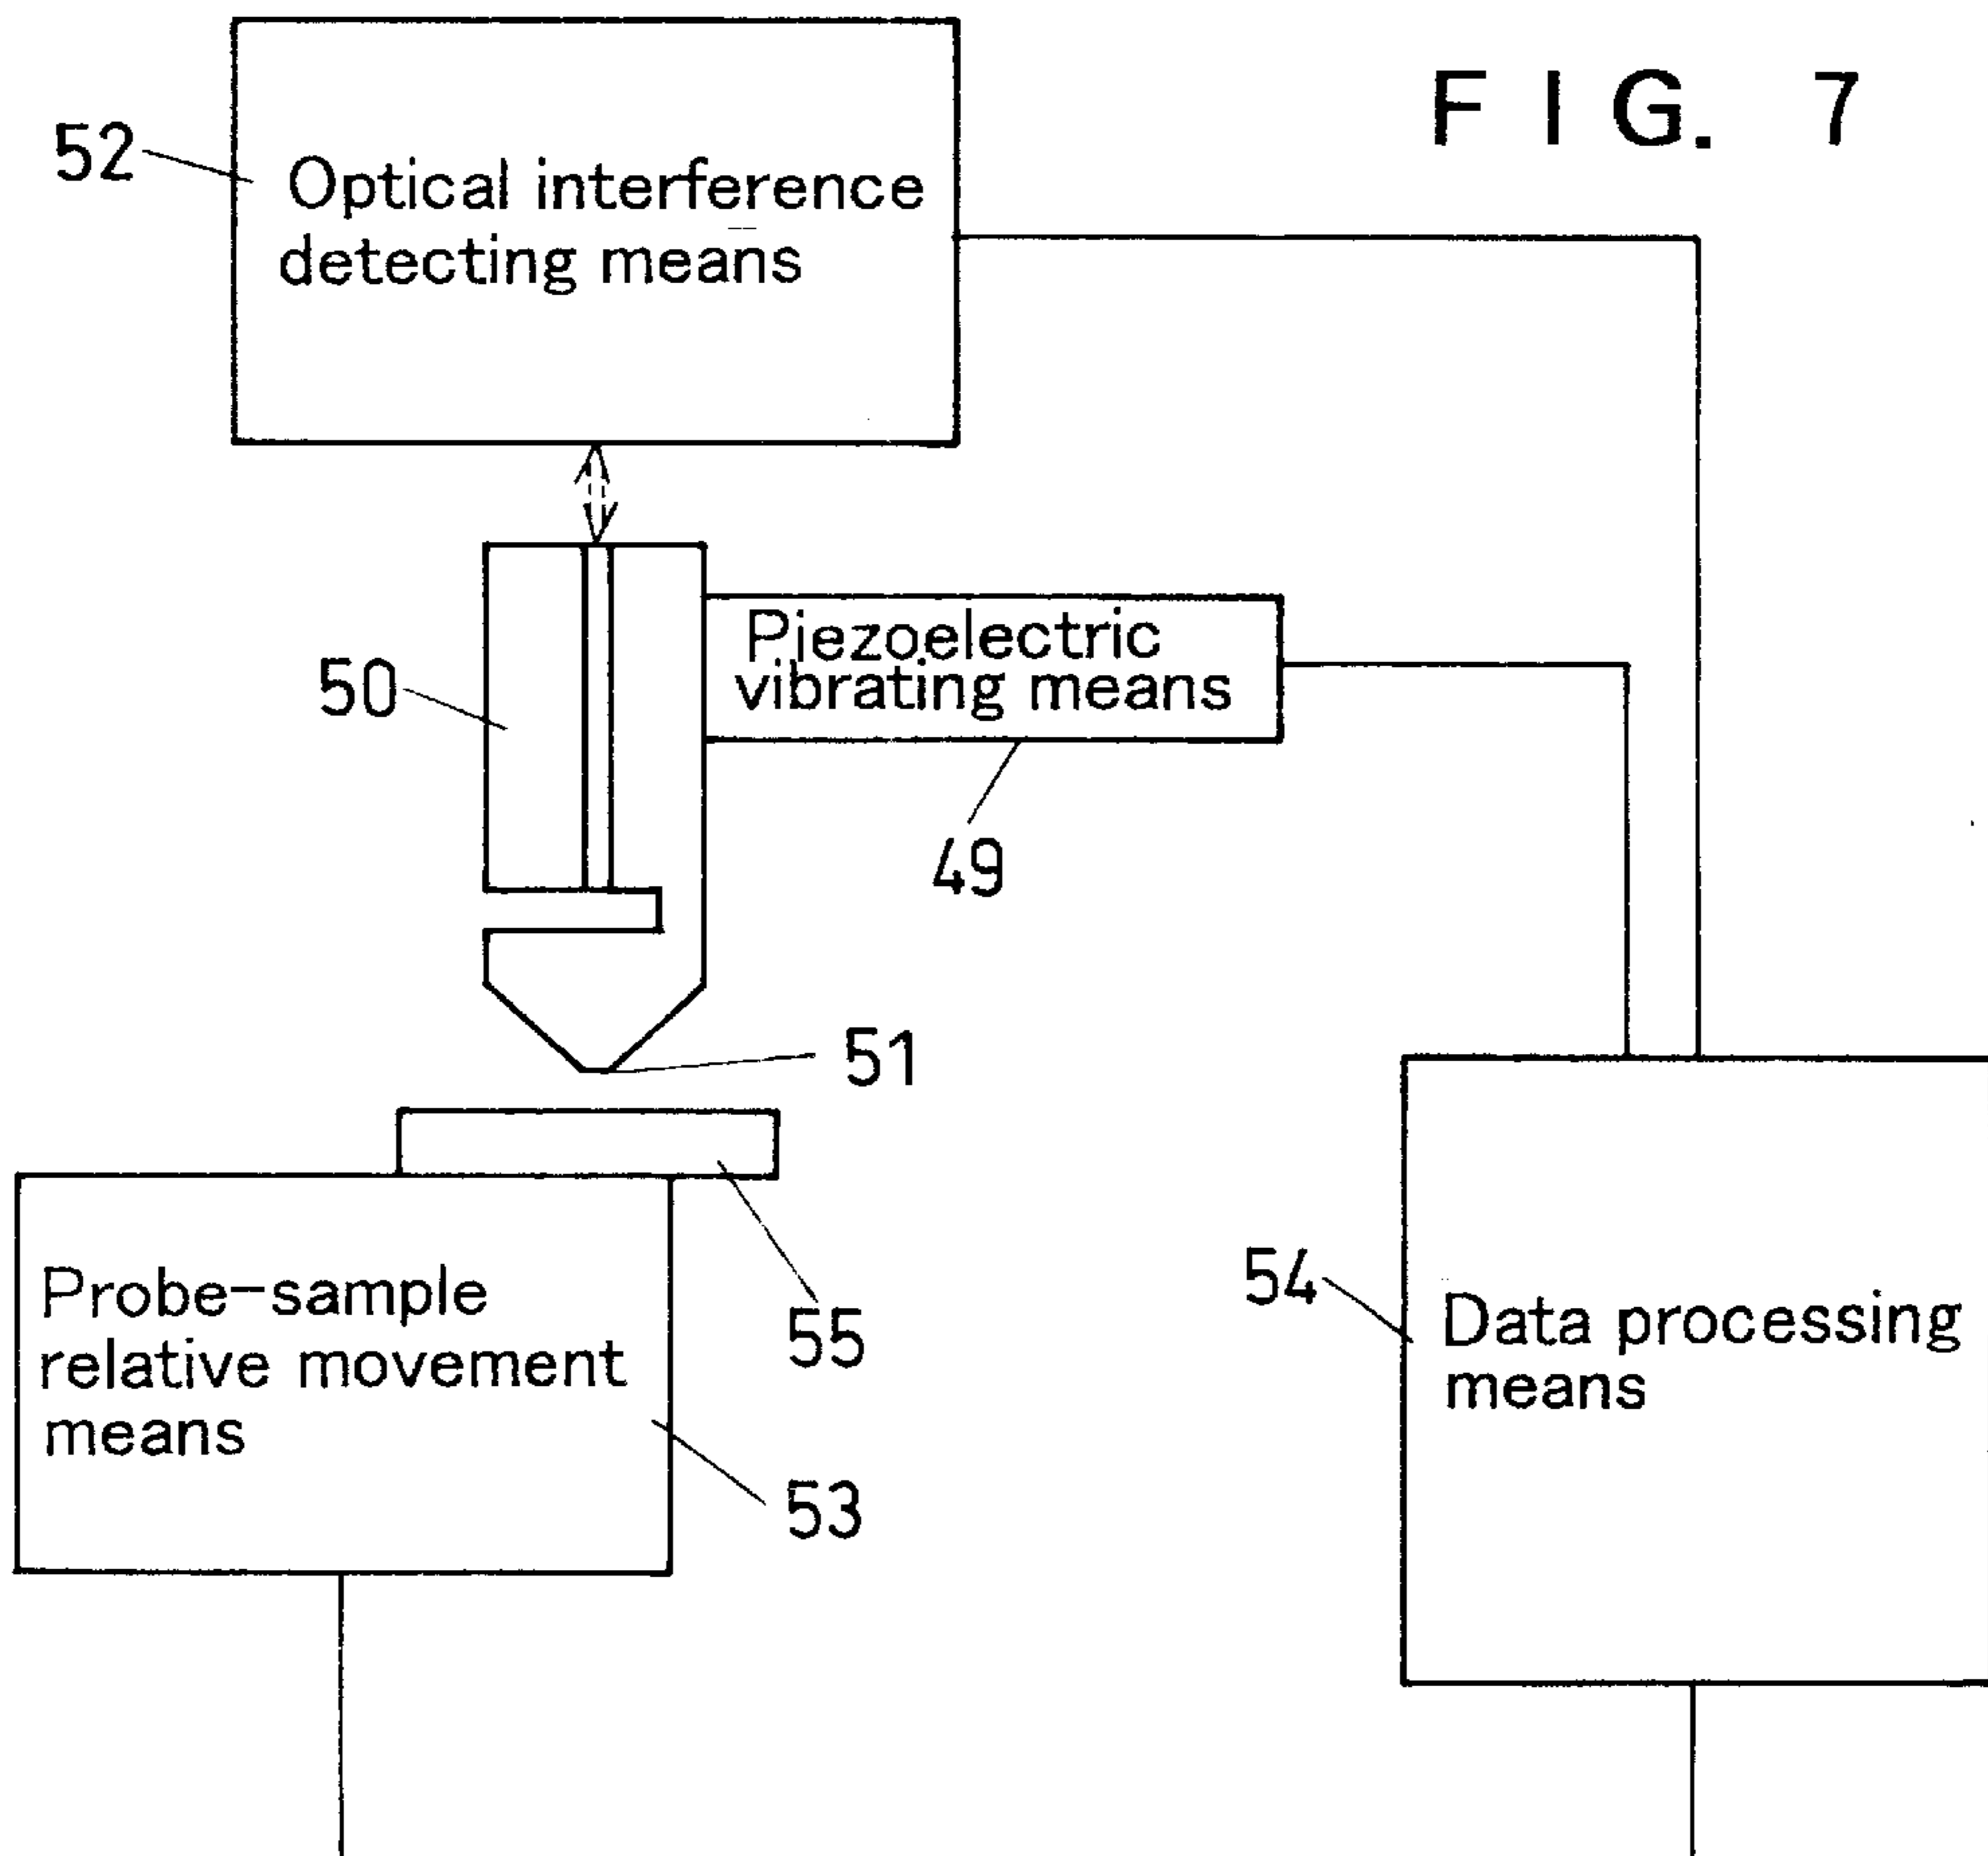 F I G. 7
52
Optical interference
detecting means
50
Piezoelectric
vibrating means
49
51
55
Probe-sample
relative movement
means
53
54
Data processing
means